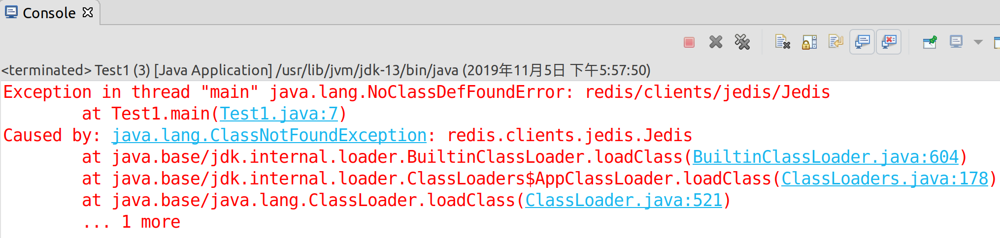 Console
<terminated> Test1 (3) [Java Application] /usr/lib/jvm/jdk-13/bin/java (2019年11月5日 下午5:57:50)
Exception in thread "main" java.lang.NoClassDefFoundError: redis/clients/jedis/Jedis
at Test1.main(Test1.java:7)
Caused by: java.lang.ClassNotFoundException: redis.clients.jedis.Jedis
at java.base/jdk.internal.loader.BuiltinClassLoader.loadClass(BuiltinClassLoader.java:604)
at java.base/jdk.internal.loader.ClassLoaders$AppClassLoader.loadClass(ClassLoaders.java:178)
at java.base/java.lang.ClassLoader.loadClass(ClassLoader.java:521)
... 1 more